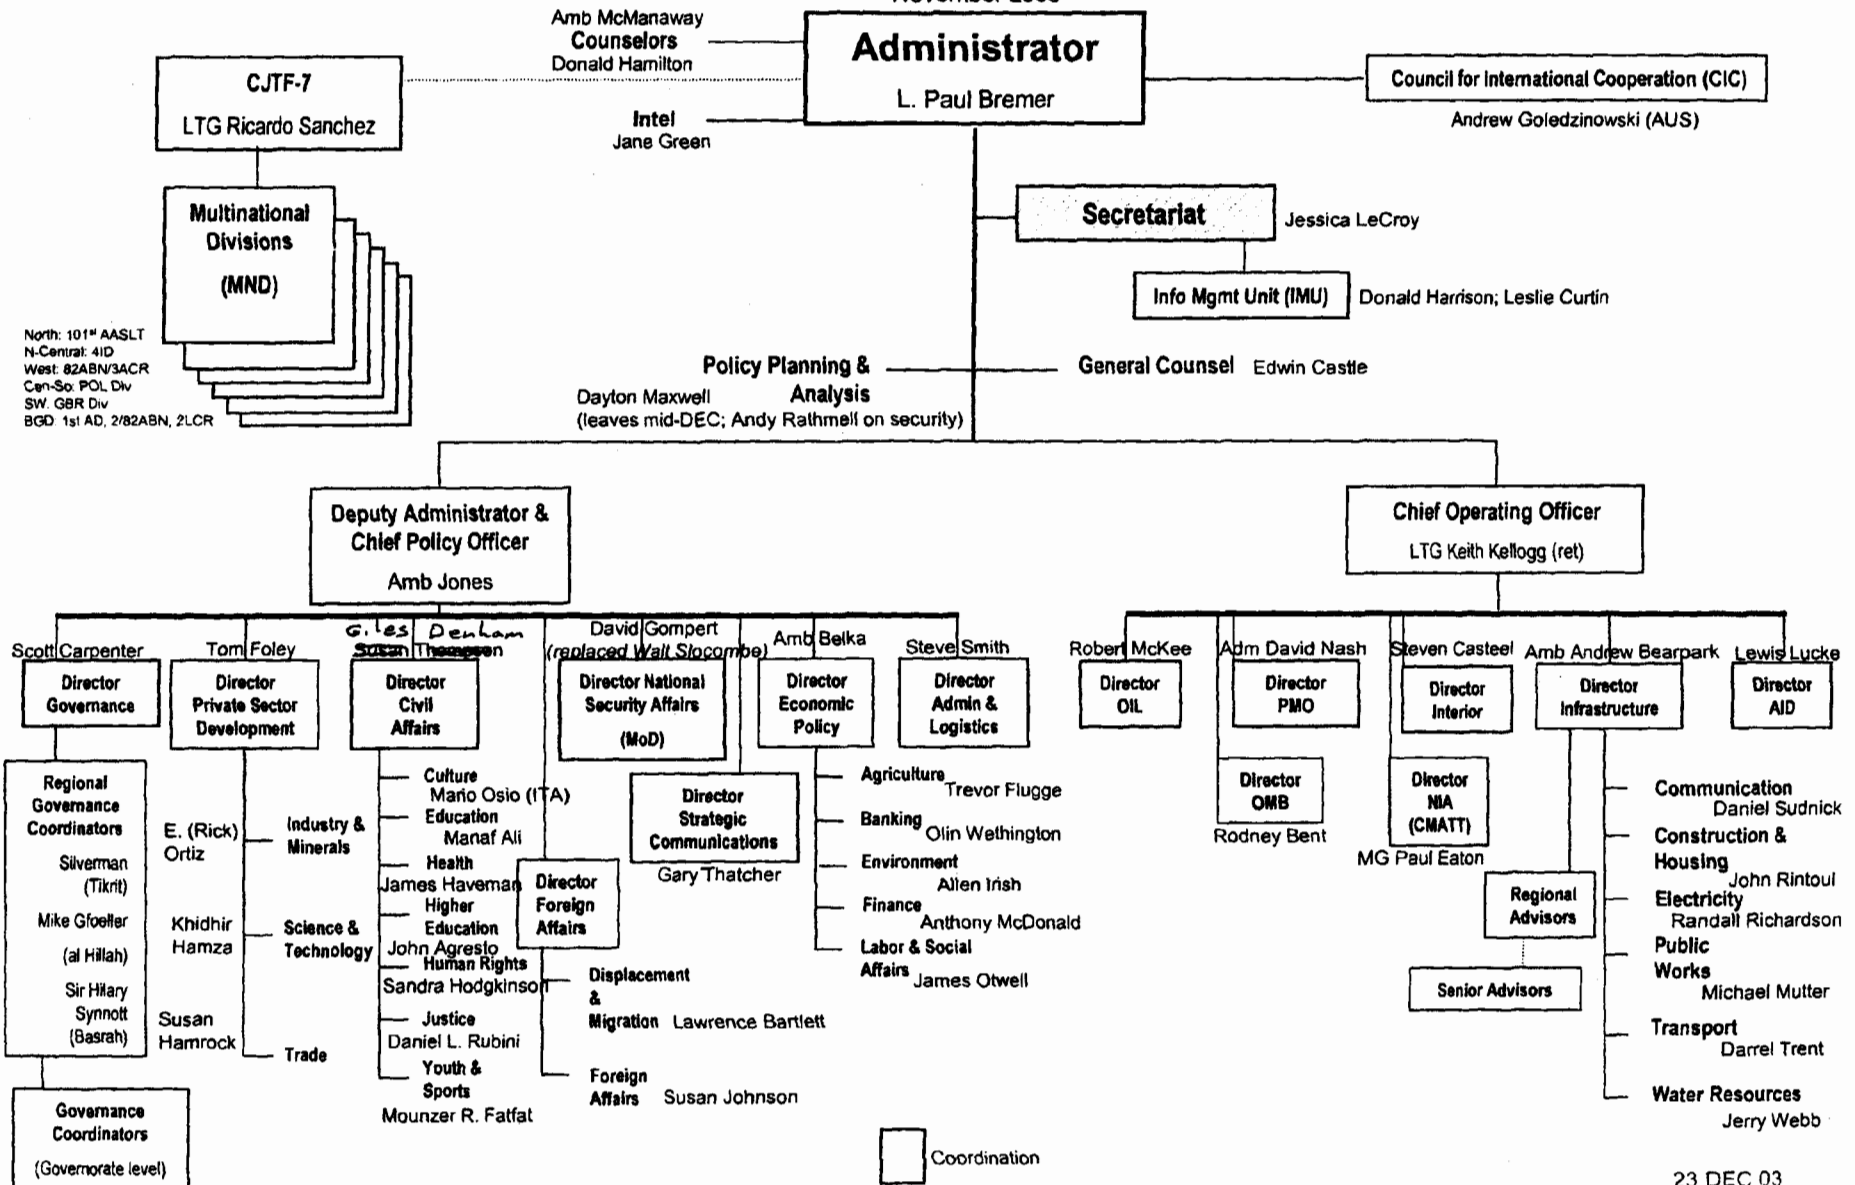 Administrator
L. Paul Bremer
Amb McManaway
Counselors
Donald Hamilton
Intel
Jane Green
CJTF-7
LTG Ricardo Sanchez
Council for International Cooperation (CIC)
Andrew Goledzinowski (AUS)
Multinational
Divisions
(MND)
North: 101st AASLT
N-Central: 4ID
West: 82ABN/3ACR
Cen-So: POL Div
SW. GBR Div
BGD: 1st AD, 2/82ABN, 2LCR
Secretariat
Jessica LeCroy
Info Mgmt Unit (IMU)
Donald Harrison; Leslie Curtin
Policy Planning &
Analysis
Dayton Maxwell
(leaves mid-DEC; Andy Rathmell on security)
General Counsel Edwin Castle
Deputy Administrator &
Chief Policy Officer
Amb Jones
Chief Operating Officer
LTG Keith Kellogg (ret)
Scott Carpenter
Director
Governance
Regional
Governance
Coordinators
Silverman
(Tikrit)
Mike Gfoeller
(al Hillah)
Sir Hilary
Synnott
(Basrah)
Governance
Coordinators
(Governorate level)
Tom Foley
Director
Private Sector
Development
E. (Rick)
Ortiz
Industry &
Minerals
Khidhir
Hamza
Science &
Technology
Susan
Hamrock
Trade
Giles Denham
Susan Thompson
Director
Civil
Affairs
Culture
Mario Osio (ITA)
Education
Manaf Ali
Health
James Haveman
Higher
Education
John Agresto
Human Rights
Sandra Hodgkinson
Justice
Daniel L. Rubini
Youth &
Sports
Mounzer R. Fatfat
Director
Foreign
Affairs
Displacement
&
Migration Lawrence Bartlett
Foreign
Affairs Susan Johnson
David Gompert
(replaced Walt Slocombe)
Director National
Security Affairs
(MoD)
Director
Strategic
Communications
Gary Thatcher
Amb Belka
Director
Economic
Policy
Agriculture
Trevor Flugge
Banking
Olin Wethington
Environment
Allen Irish
Finance
Anthony McDonald
Labor & Social
Affairs James Otwell
Steve Smith
Director
Admin &
Logistics
Robert McKee
Director
OIL
Adm David Nash
Director
PMO
Director
OMB
Rodney Bent
Steven Casteel
Director
Interior
Director
NIA
(CMATT)
MG Paul Eaton
Amb Andrew Bearpark
Director
Infrastructure
Regional
Advisors
Senior Advisors
Communication
Daniel Sudnick
Construction &
Housing
John Rintoul
Electricity
Randall Richardson
Public
Works
Michael Mutter
Transport
Darrel Trent
Water Resources
Jerry Webb
Lewis Lucke
Director
AID
Coordination
23 DEC 03